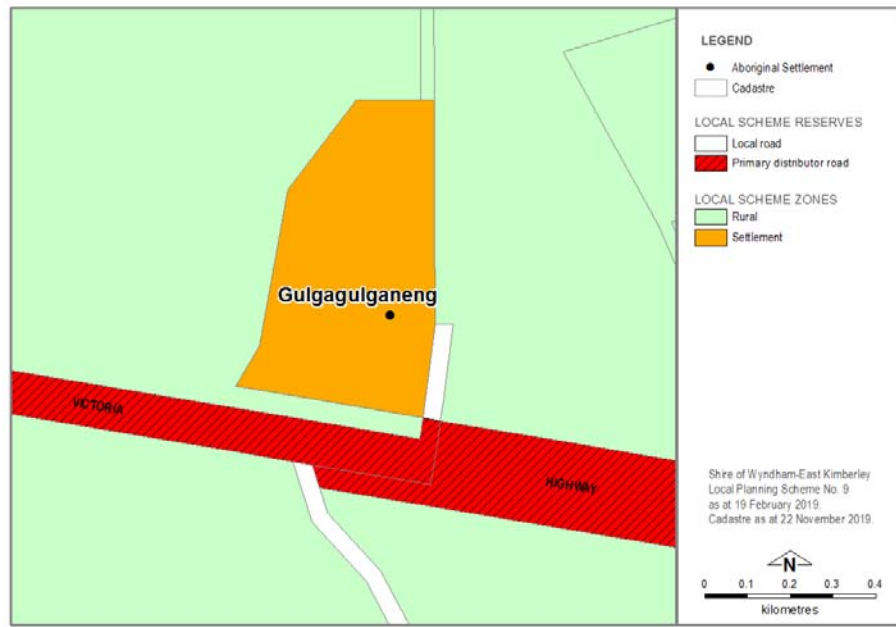 Gulgagulganeng
VICTORIA
HIGHWAY
LEGEND
Aboriginal Settlement
Cadastre
LOCAL SCHEME RESERVES
Local road
Primary distributor road
LOCAL SCHEME ZONES
Rural
Settlement
Shire of Wyndham-East Kimberley
Local Planning Scheme No. 9
as at 19 February 2019.
Cadastre as at 22 November 2019.
N
0 0.1 0.2 0.3 0.4
kilometres